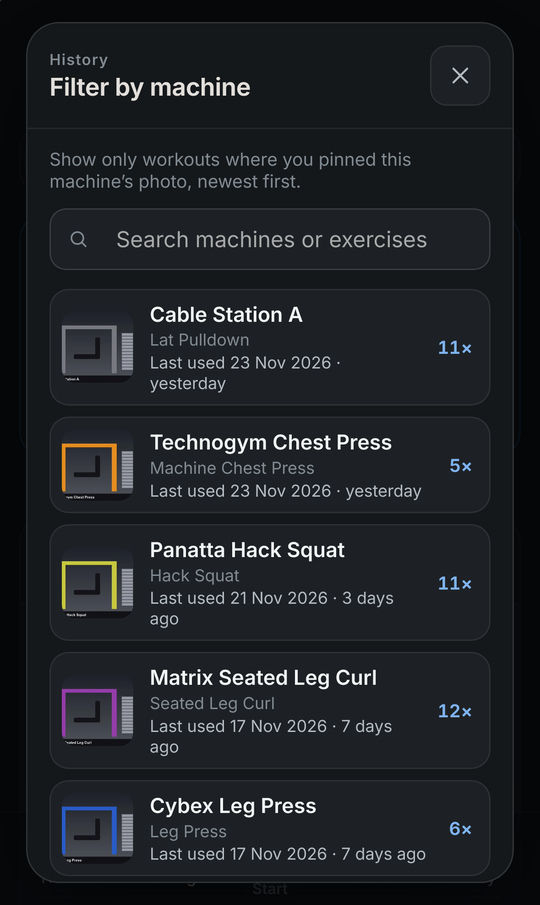 History
Filter by machine
Show only workouts where you pinned this
machine’s photo, newest first.
Search machines or exercises
Cable Station A
Lat Pulldown
Last used 23 Nov 2026 ·
yesterday
11×
Technogym Chest Press
Machine Chest Press
Last used 23 Nov 2026 · yesterday
5×
Panatta Hack Squat
Hack Squat
Last used 21 Nov 2026 · 3 days
ago
11×
Hack Squat
Matrix Seated Leg Curl
Seated Leg Curl
Last used 17 Nov 2026 · 7 days
ago
12×
Cybex Leg Press
Leg Press
Last used 17 Nov 2026 · 7 days ago
6×
Start